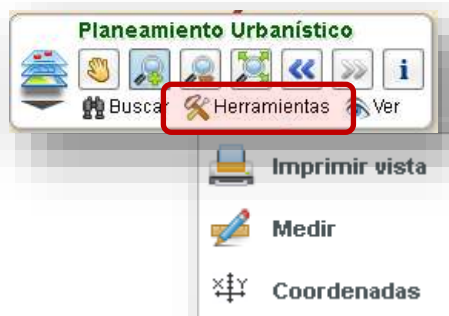 Planeamiento Urbanístico
Buscar Herramientas Ver
Imprimir vista
Medir
Coordenadas